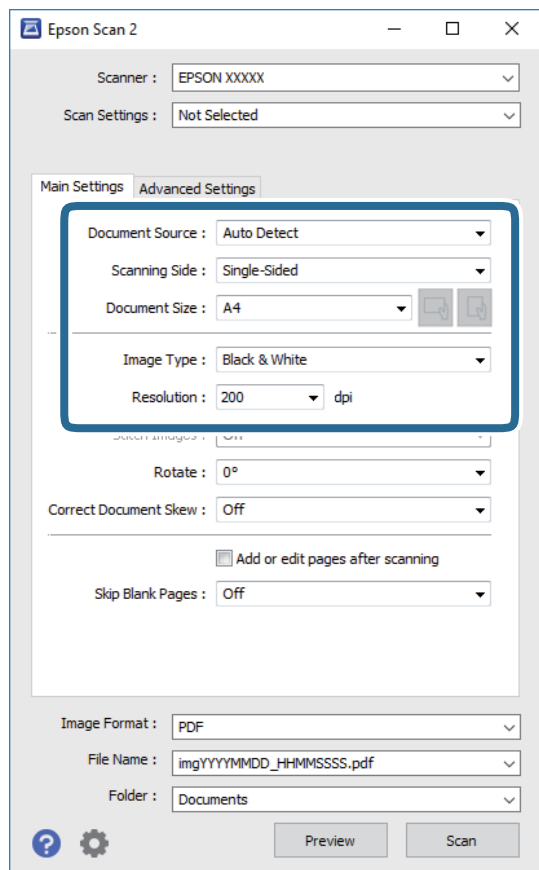 Epson Scan 2
Scanner : EPSON XXXXX
Scan Settings : Not Selected
Main Settings Advanced Settings
Document Source : Auto Detect
Scanning Side : Single-Sided
Document Size : A4
Image Type : Black & White
Resolution : 200 dpi
Stitch Images : Off
Rotate : 0°
Correct Document Skew : Off
Add or edit pages after scanning
Skip Blank Pages : Off
Image Format : PDF
File Name : imgYYYYMMDD_HHMMSSSS.pdf
Folder : Documents
? Preview Scan